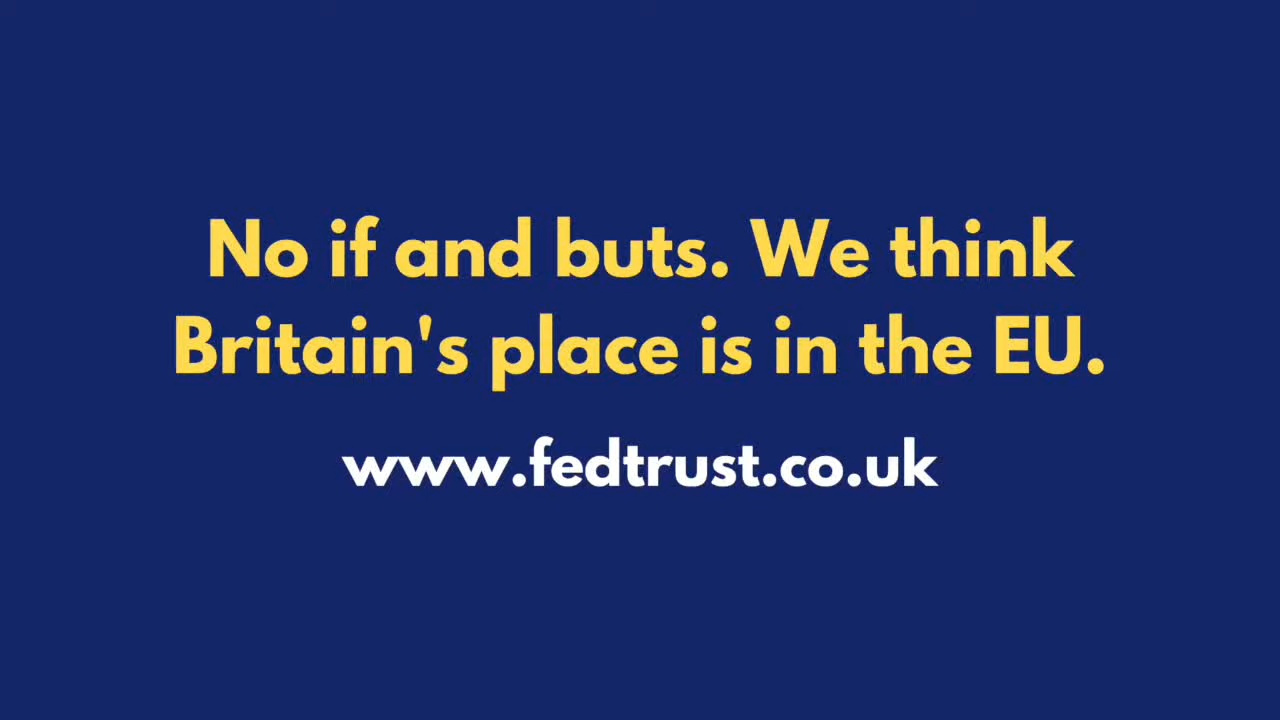 No if and buts. We think
Britain's place is in the EU.
www.fedtrust.co.uk